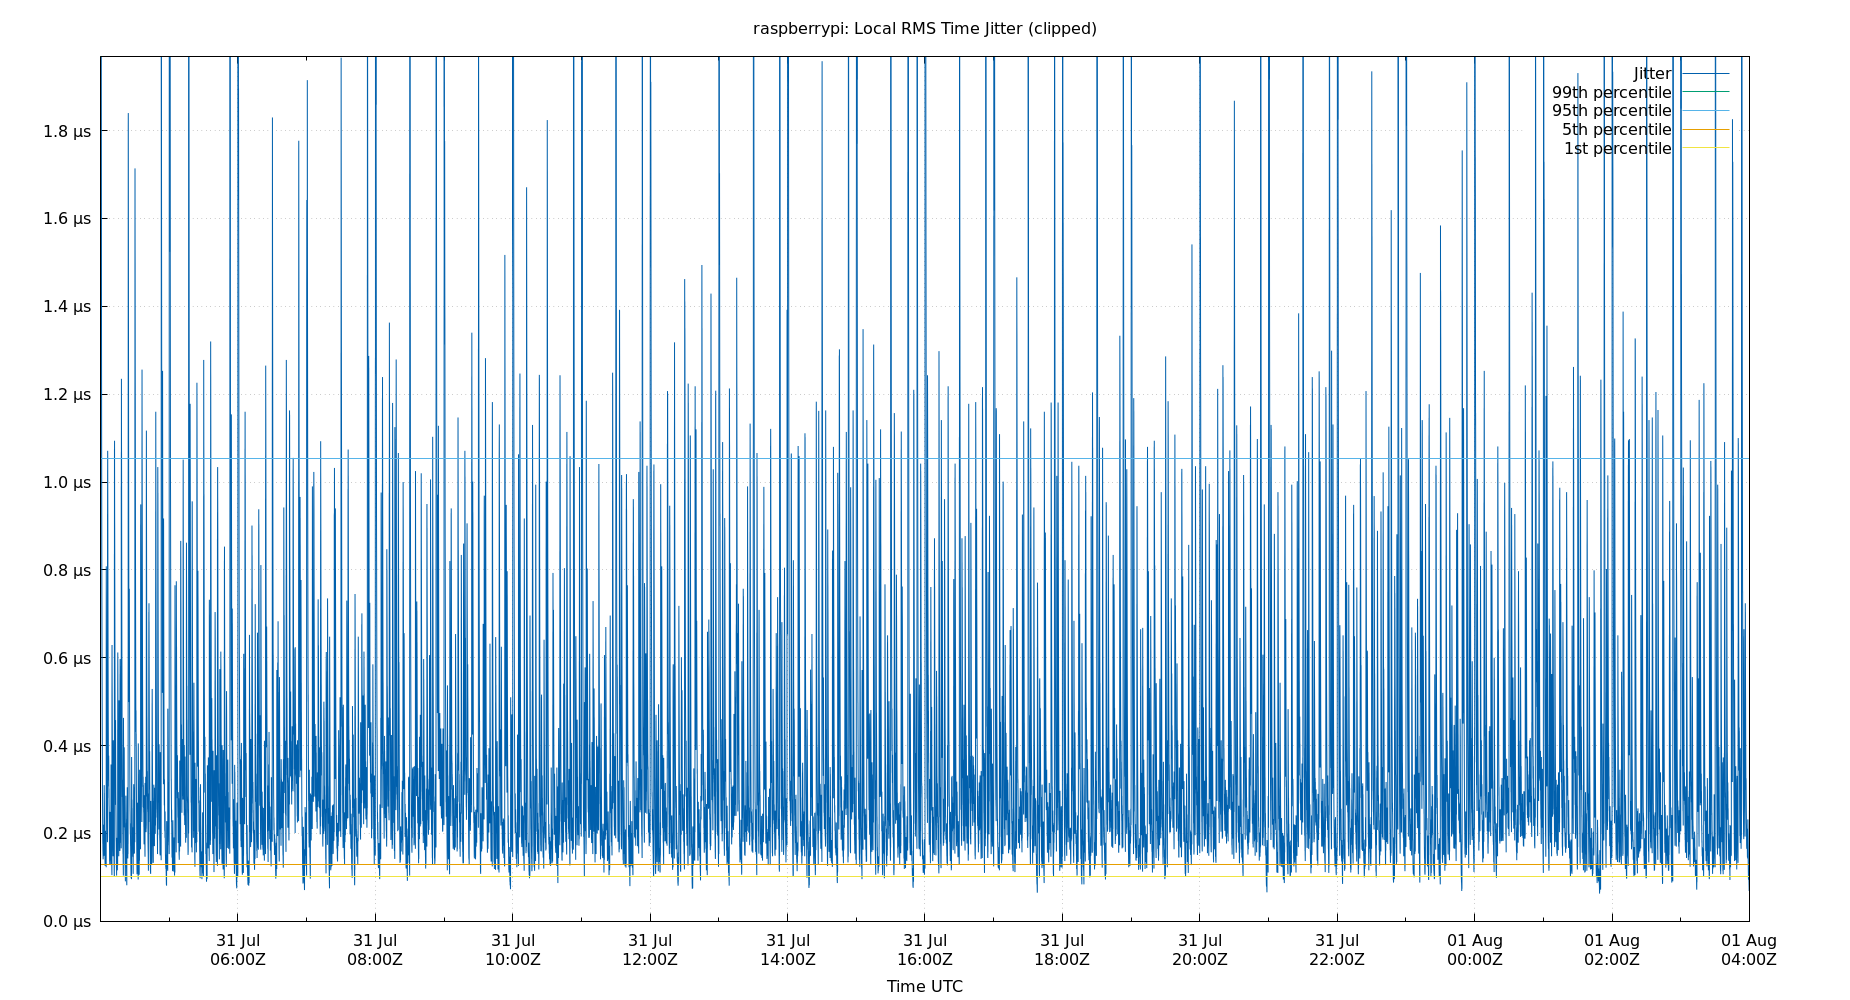 raspberrypi: Local RMS Time Jitter (clipped)
Jitter
99th percentile
95th percentile
5th percentile
1st percentile
1.8 µs
1.6 µs
1.4 µs
1.2 µs
1.0 µs
0.8 µs
0.6 µs
0.4 µs
0.2 µs
0.0 µs
31 Jul 31 Jul 31 Jul 31 Jul 31 Jul 31 Jul 31 Jul 31 Jul 31 Jul 01 Aug 01 Aug 01 Aug
06:00Z 08:00Z 10:00Z 12:00Z 14:00Z 16:00Z 18:00Z 20:00Z 22:00Z 00:00Z 02:00Z 04:00Z
Time UTC